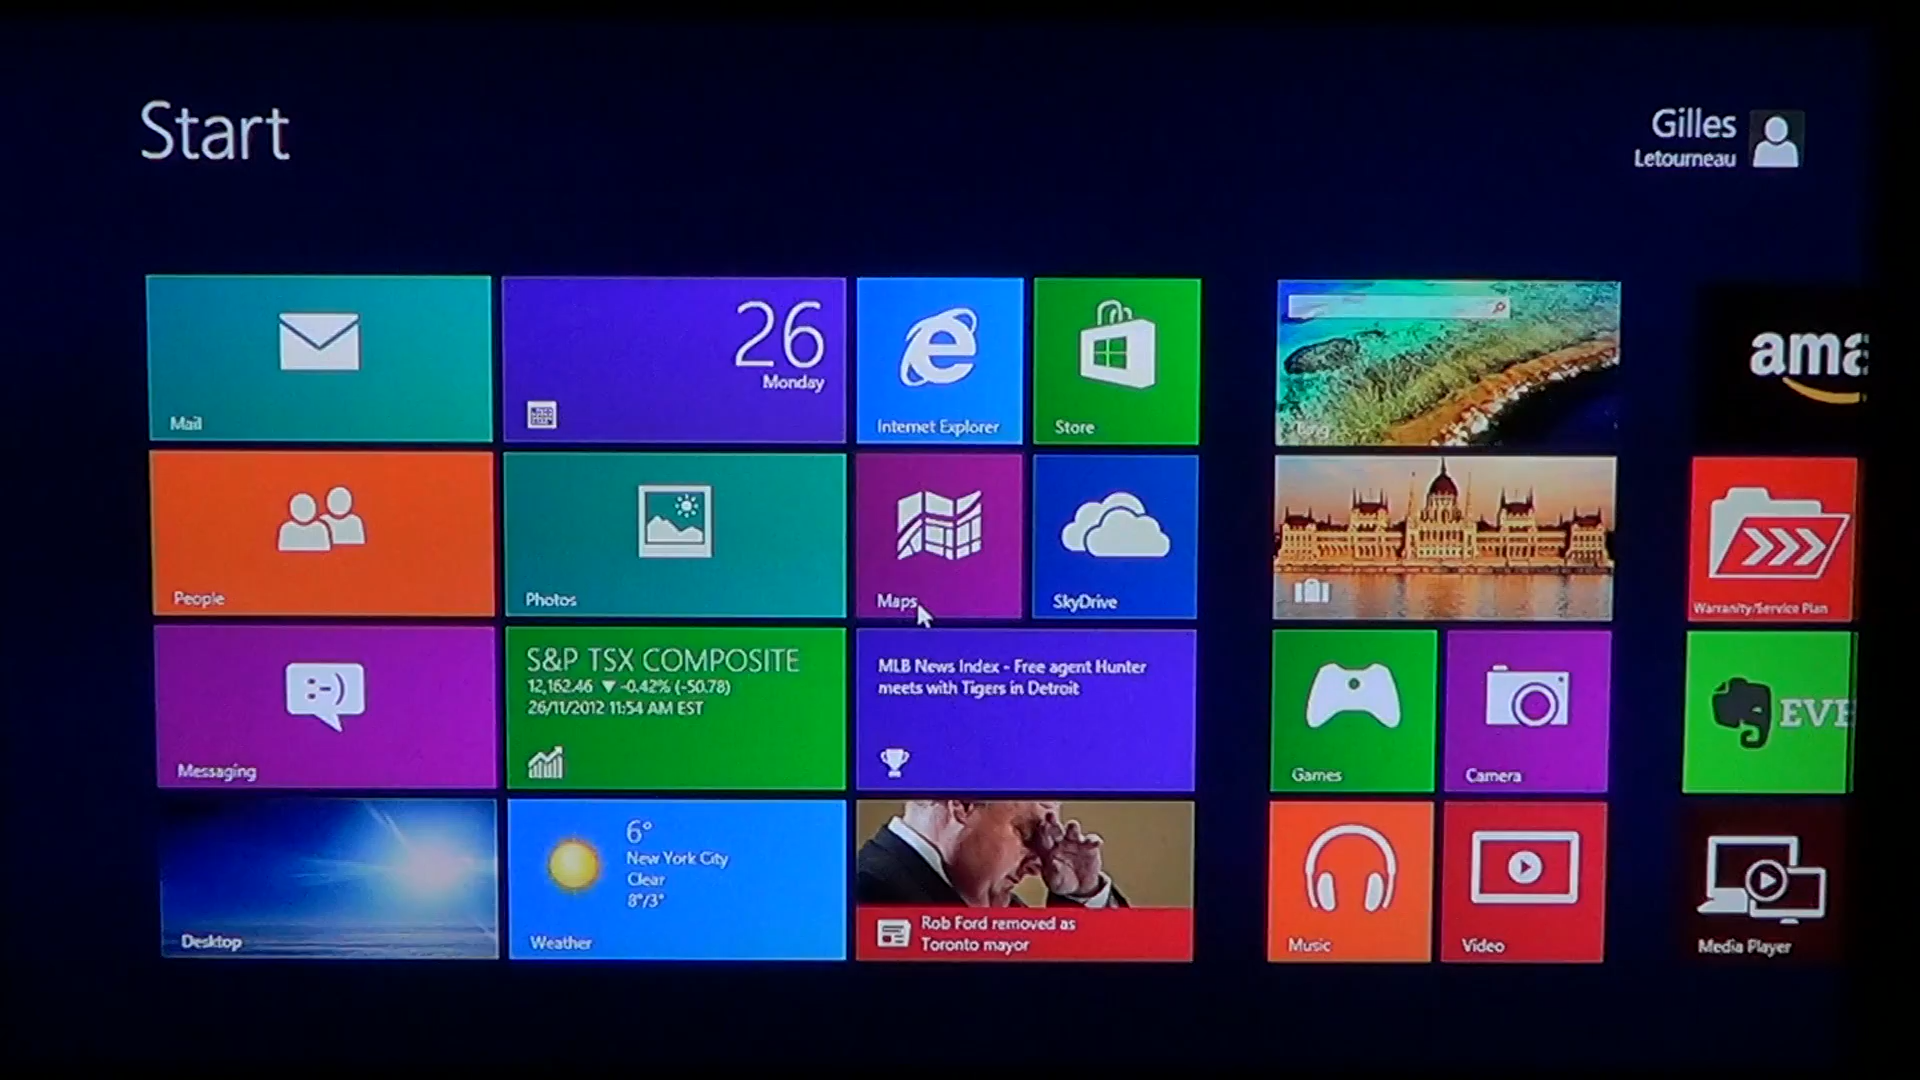 Start
Gilles
Letourneau
Mail
26
Monday
Internet Explorer
Store
Bing
ama
People
Photos
Maps
SkyDrive
Warranty/Service Plan
Messaging
S&P TSX COMPOSITE
12,162.46 ▼ -0.42% (-50.78)
26/11/2012 11:54 AM EST
MLB News Index - Free agent Hunter
meets with Tigers in Detroit
Games
Camera
EVE
Desktop
6°
New York City
Clear
8°/3°
Weather
Rob Ford removed as
Toronto mayor
Music
Video
Media Player